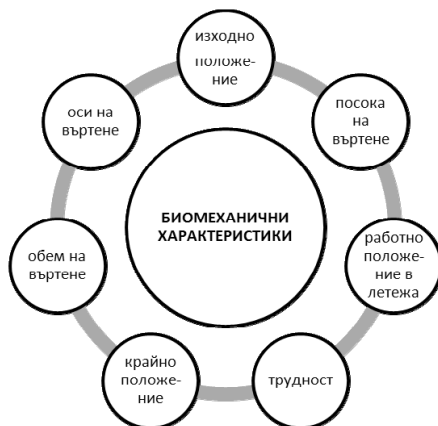 изходно
положе-
ние
посока
на
въртене
работно
положе-
ние в
летежа
трудност
крайно
положе-
ние
обем на
въртене
оси на
въртене
БИОМЕХАНИЧНИ
ХАРАКТЕРИСТИКИ